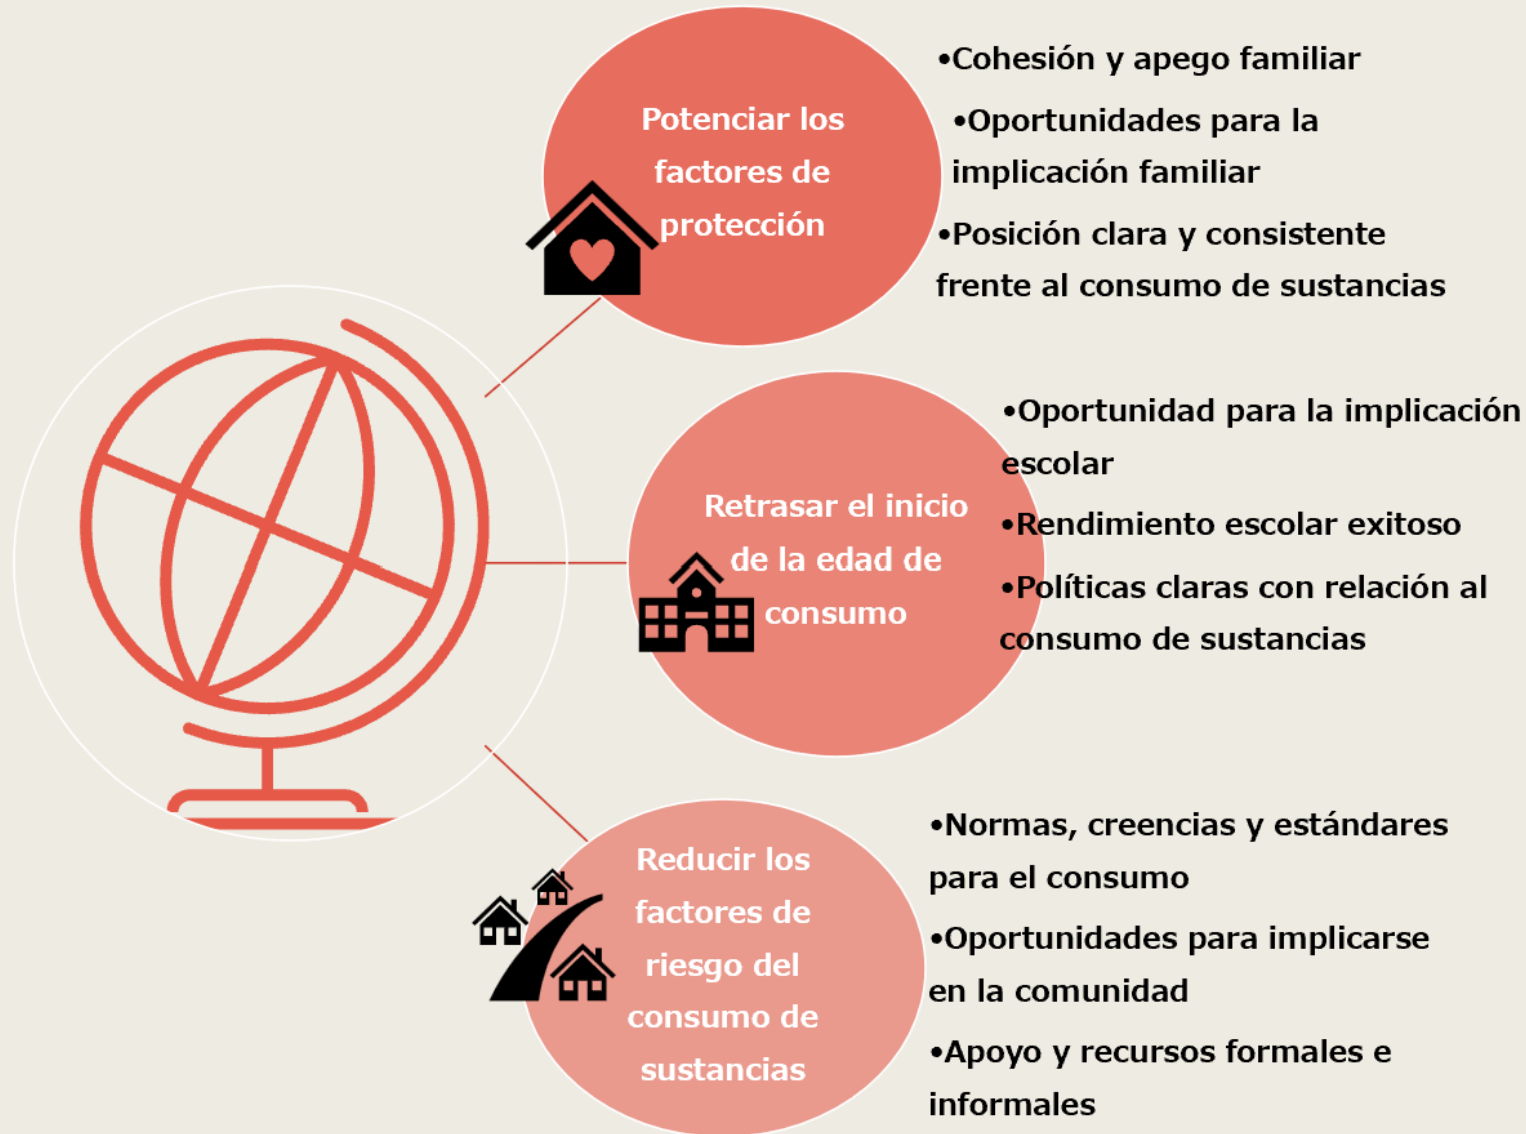 Potenciar los
factores de
protección
•Cohesión y apego familiar
•Oportunidades para la
implicación familiar
•Posición clara y consistente
frente al consumo de sustancias
Retrasar el inicio
de la edad de
consumo
•Oportunidad para la implicación
escolar
•Rendimiento escolar exitoso
•Políticas claras con relación al
consumo de sustancias
Reducir los
factores de
riesgo del
consumo de
sustancias
•Normas, creencias y estándares
para el consumo
•Oportunidades para implicarse
en la comunidad
•Apoyo y recursos formales e
informales